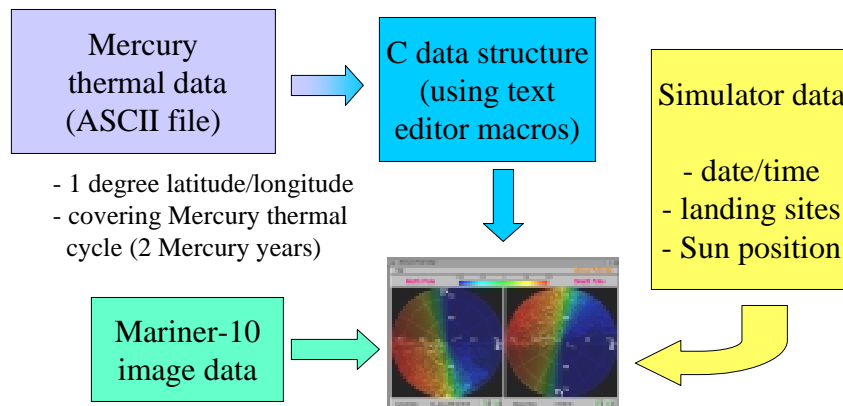 Mercury
thermal data
(ASCII file)
C data structure
(using text
editor macros)
Simulator data
- date/time
- landing sites
- Sun position
- 1 degree latitude/longitude
- covering Mercury thermal
cycle (2 Mercury years)
Mariner-10
image data